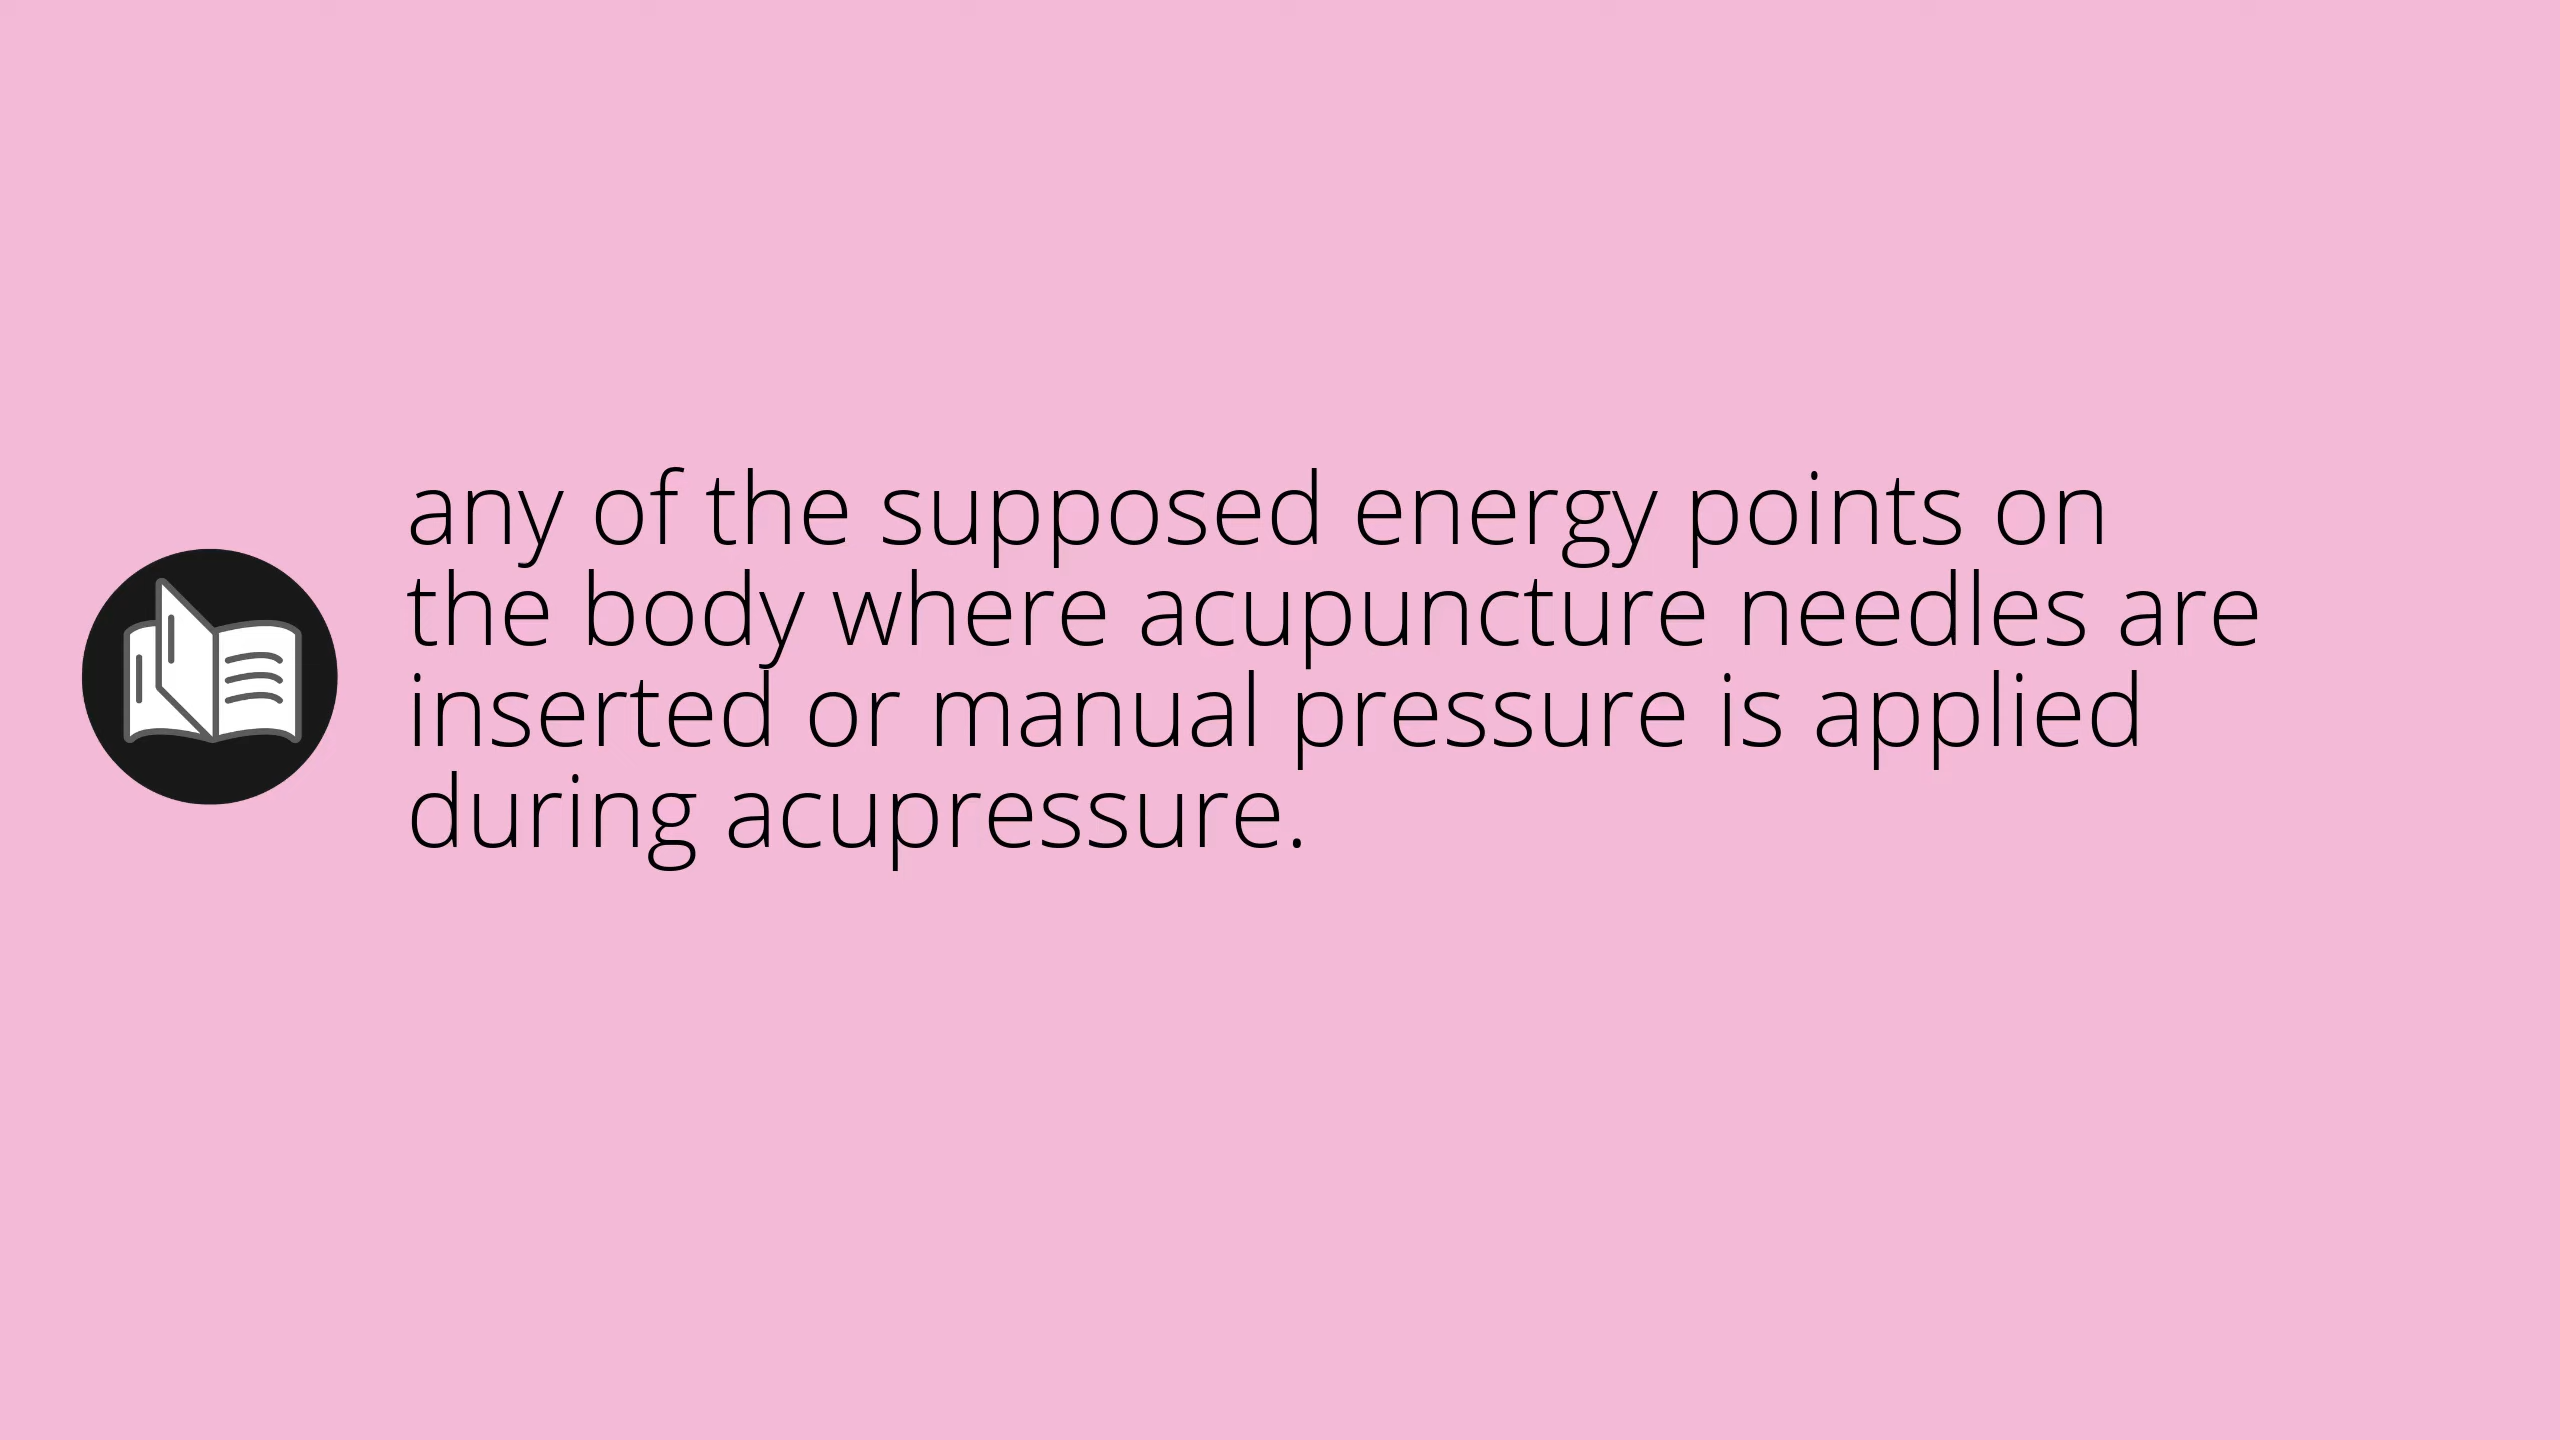 any of the supposed energy points on
the body where acupuncture needles are
inserted or manual pressure is applied
during acupressure.